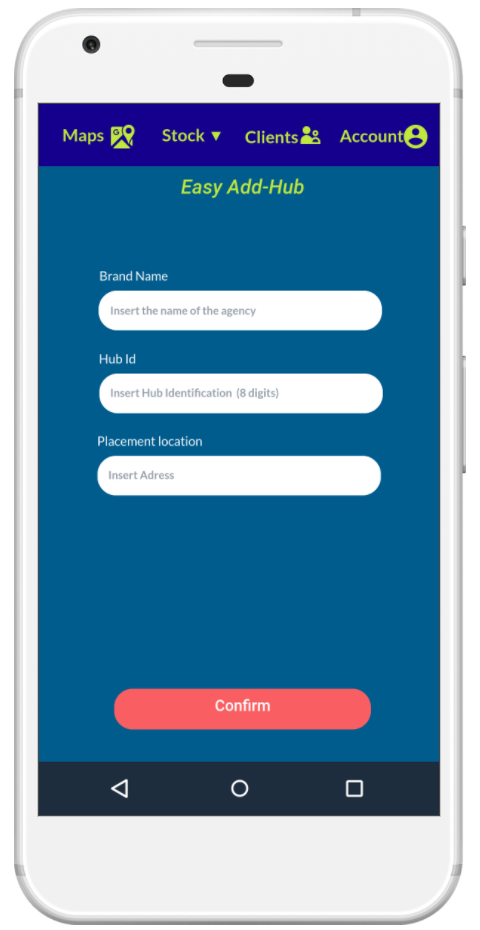 Maps Stock ▼ Clients Account
Easy Add-Hub
Brand Name
Insert the name of the agency
Hub Id
Insert Hub Identification (8 digits)
Placement location
Insert Adress
Confirm